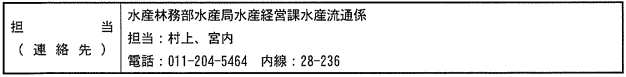 担当
（連絡先）
水産林務部水産局水産経営課水産流通係
担当：村上、宮内
電話：011-204-5464　内線：28-236